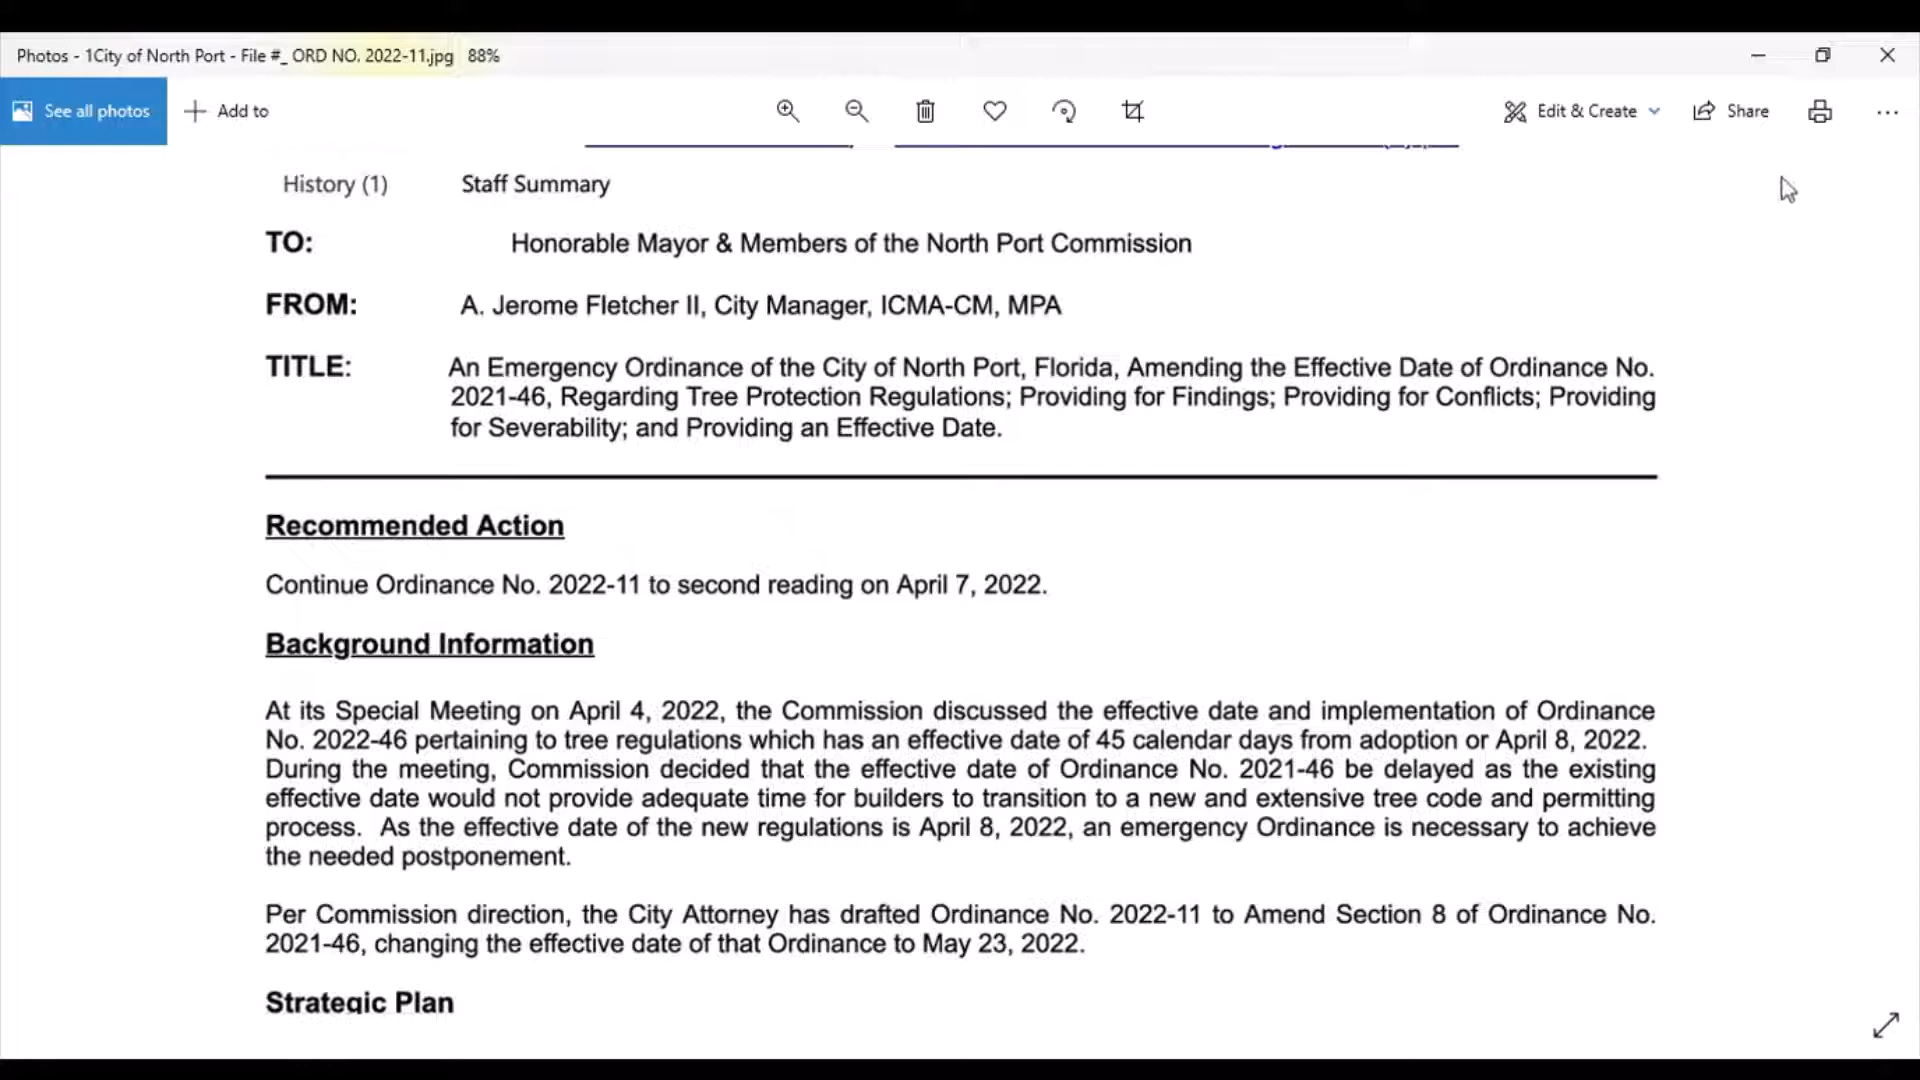 Photos - 1City of North Port - File #_ ORD NO. 2022-11.jpg 88%
See all photos
Add to
Edit & Create
Share
History (1) Staff Summary
TO: Honorable Mayor & Members of the North Port Commission
FROM: A. Jerome Fletcher II, City Manager, ICMA-CM, MPA
TITLE: An Emergency Ordinance of the City of North Port, Florida, Amending the Effective Date of Ordinance No.
2021-46, Regarding Tree Protection Regulations; Providing for Findings; Providing for Conflicts; Providing
for Severability; and Providing an Effective Date.
Recommended Action
Continue Ordinance No. 2022-11 to second reading on April 7, 2022.
Background Information
At its Special Meeting on April 4, 2022, the Commission discussed the effective date and implementation of Ordinance
No. 2022-46 pertaining to tree regulations which has an effective date of 45 calendar days from adoption or April 8, 2022.
During the meeting, Commission decided that the effective date of Ordinance No. 2021-46 be delayed as the existing
effective date would not provide adequate time for builders to transition to a new and extensive tree code and permitting
process. As the effective date of the new regulations is April 8, 2022, an emergency Ordinance is necessary to achieve
the needed postponement.
Per Commission direction, the City Attorney has drafted Ordinance No. 2022-11 to Amend Section 8 of Ordinance No.
2021-46, changing the effective date of that Ordinance to May 23, 2022.
Strategic Plan